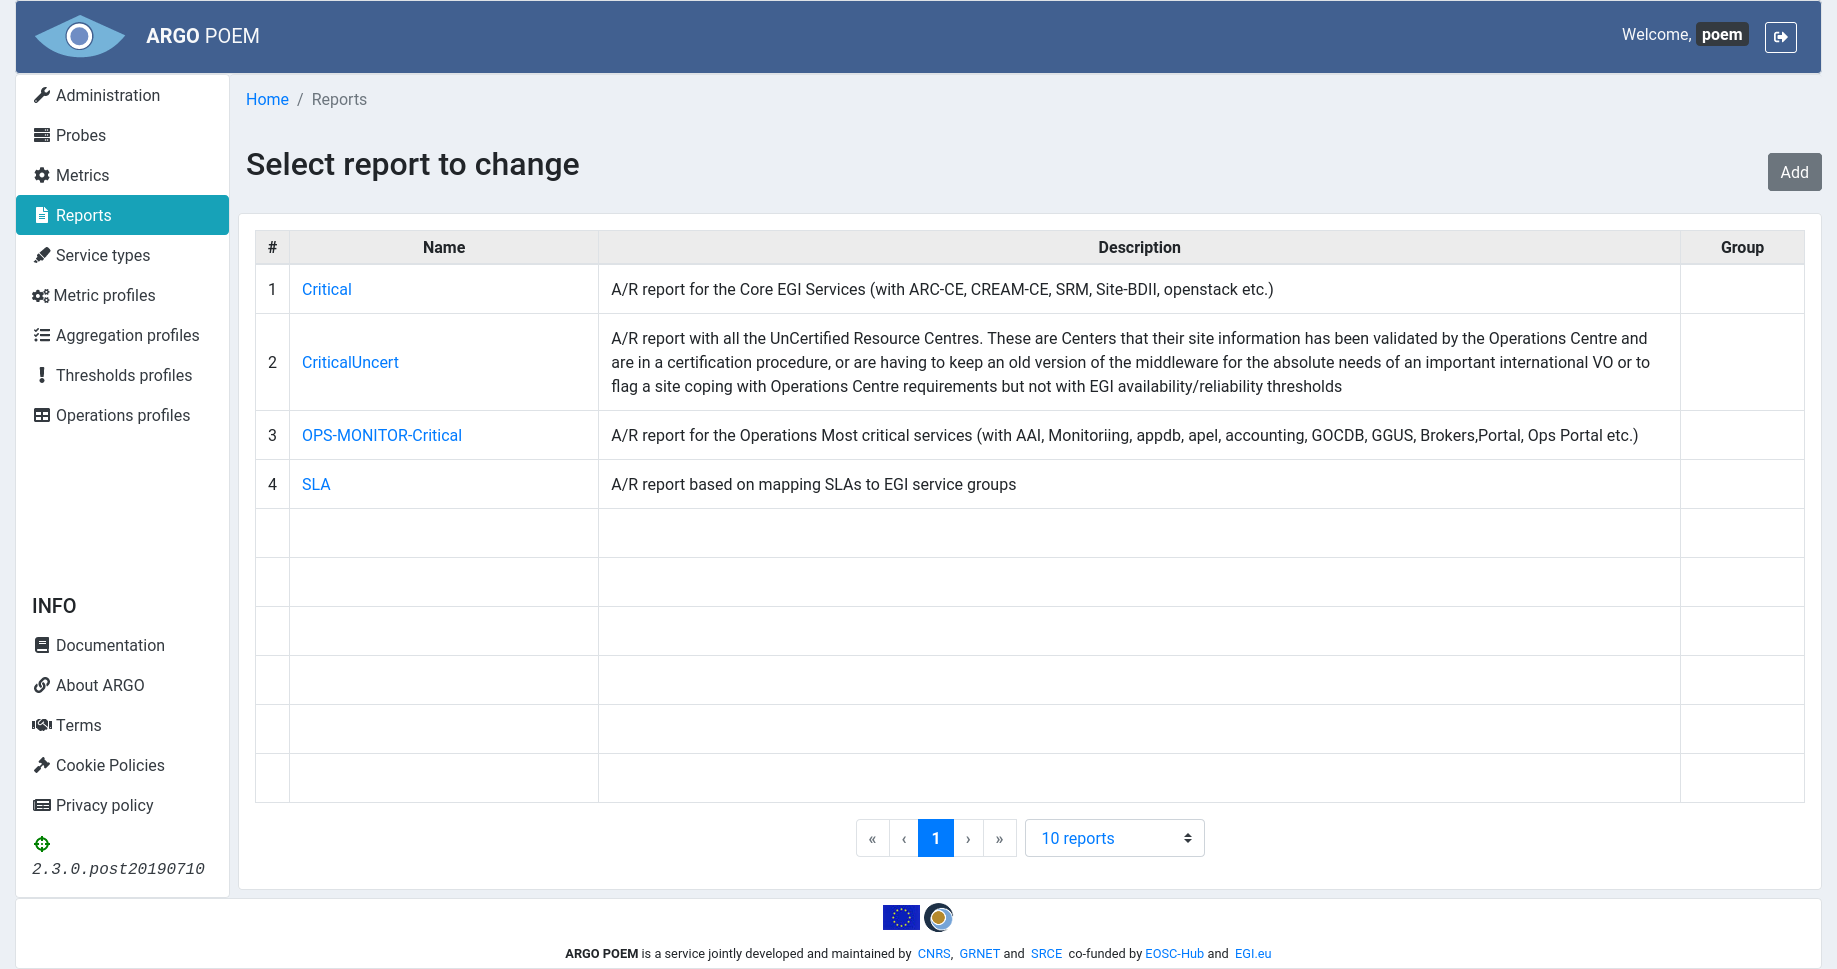 ARGO POEM
Welcome, poem
Administration
Probes
Metrics
Reports
Service types
Metric profiles
Aggregation profiles
Thresholds profiles
Operations profiles
INFO
Documentation
About ARGO
Terms
Cookie Policies
Privacy policy
2.3.0.post20190710
Home / Reports
Select report to change
Add
# Name Description Group
1 Critical A/R report for the Core EGI Services (with ARC-CE, CREAM-CE, SRM, Site-BDII, openstack etc.)
2 CriticalUncert A/R report with all the UnCertified Resource Centres. These are Centers that their site information has been validated by the Operations Centre and
are in a certification procedure, or are having to keep an old version of the middleware for the absolute needs of an important international VO or to
flag a site coping with Operations Centre requirements but not with EGI availability/reliability thresholds
3 OPS-MONITOR-Critical A/R report for the Operations Most critical services (with AAI, Monitoriing, appdb, apel, accounting, GOCDB, GGUS, Brokers,Portal, Ops Portal etc.)
4 SLA A/R report based on mapping SLAs to EGI service groups
« ‹ 1 › » 10 reports
ARGO POEM is a service jointly developed and maintained by CNRS, GRNET and SRCE co-funded by EOSC-Hub and EGI.eu